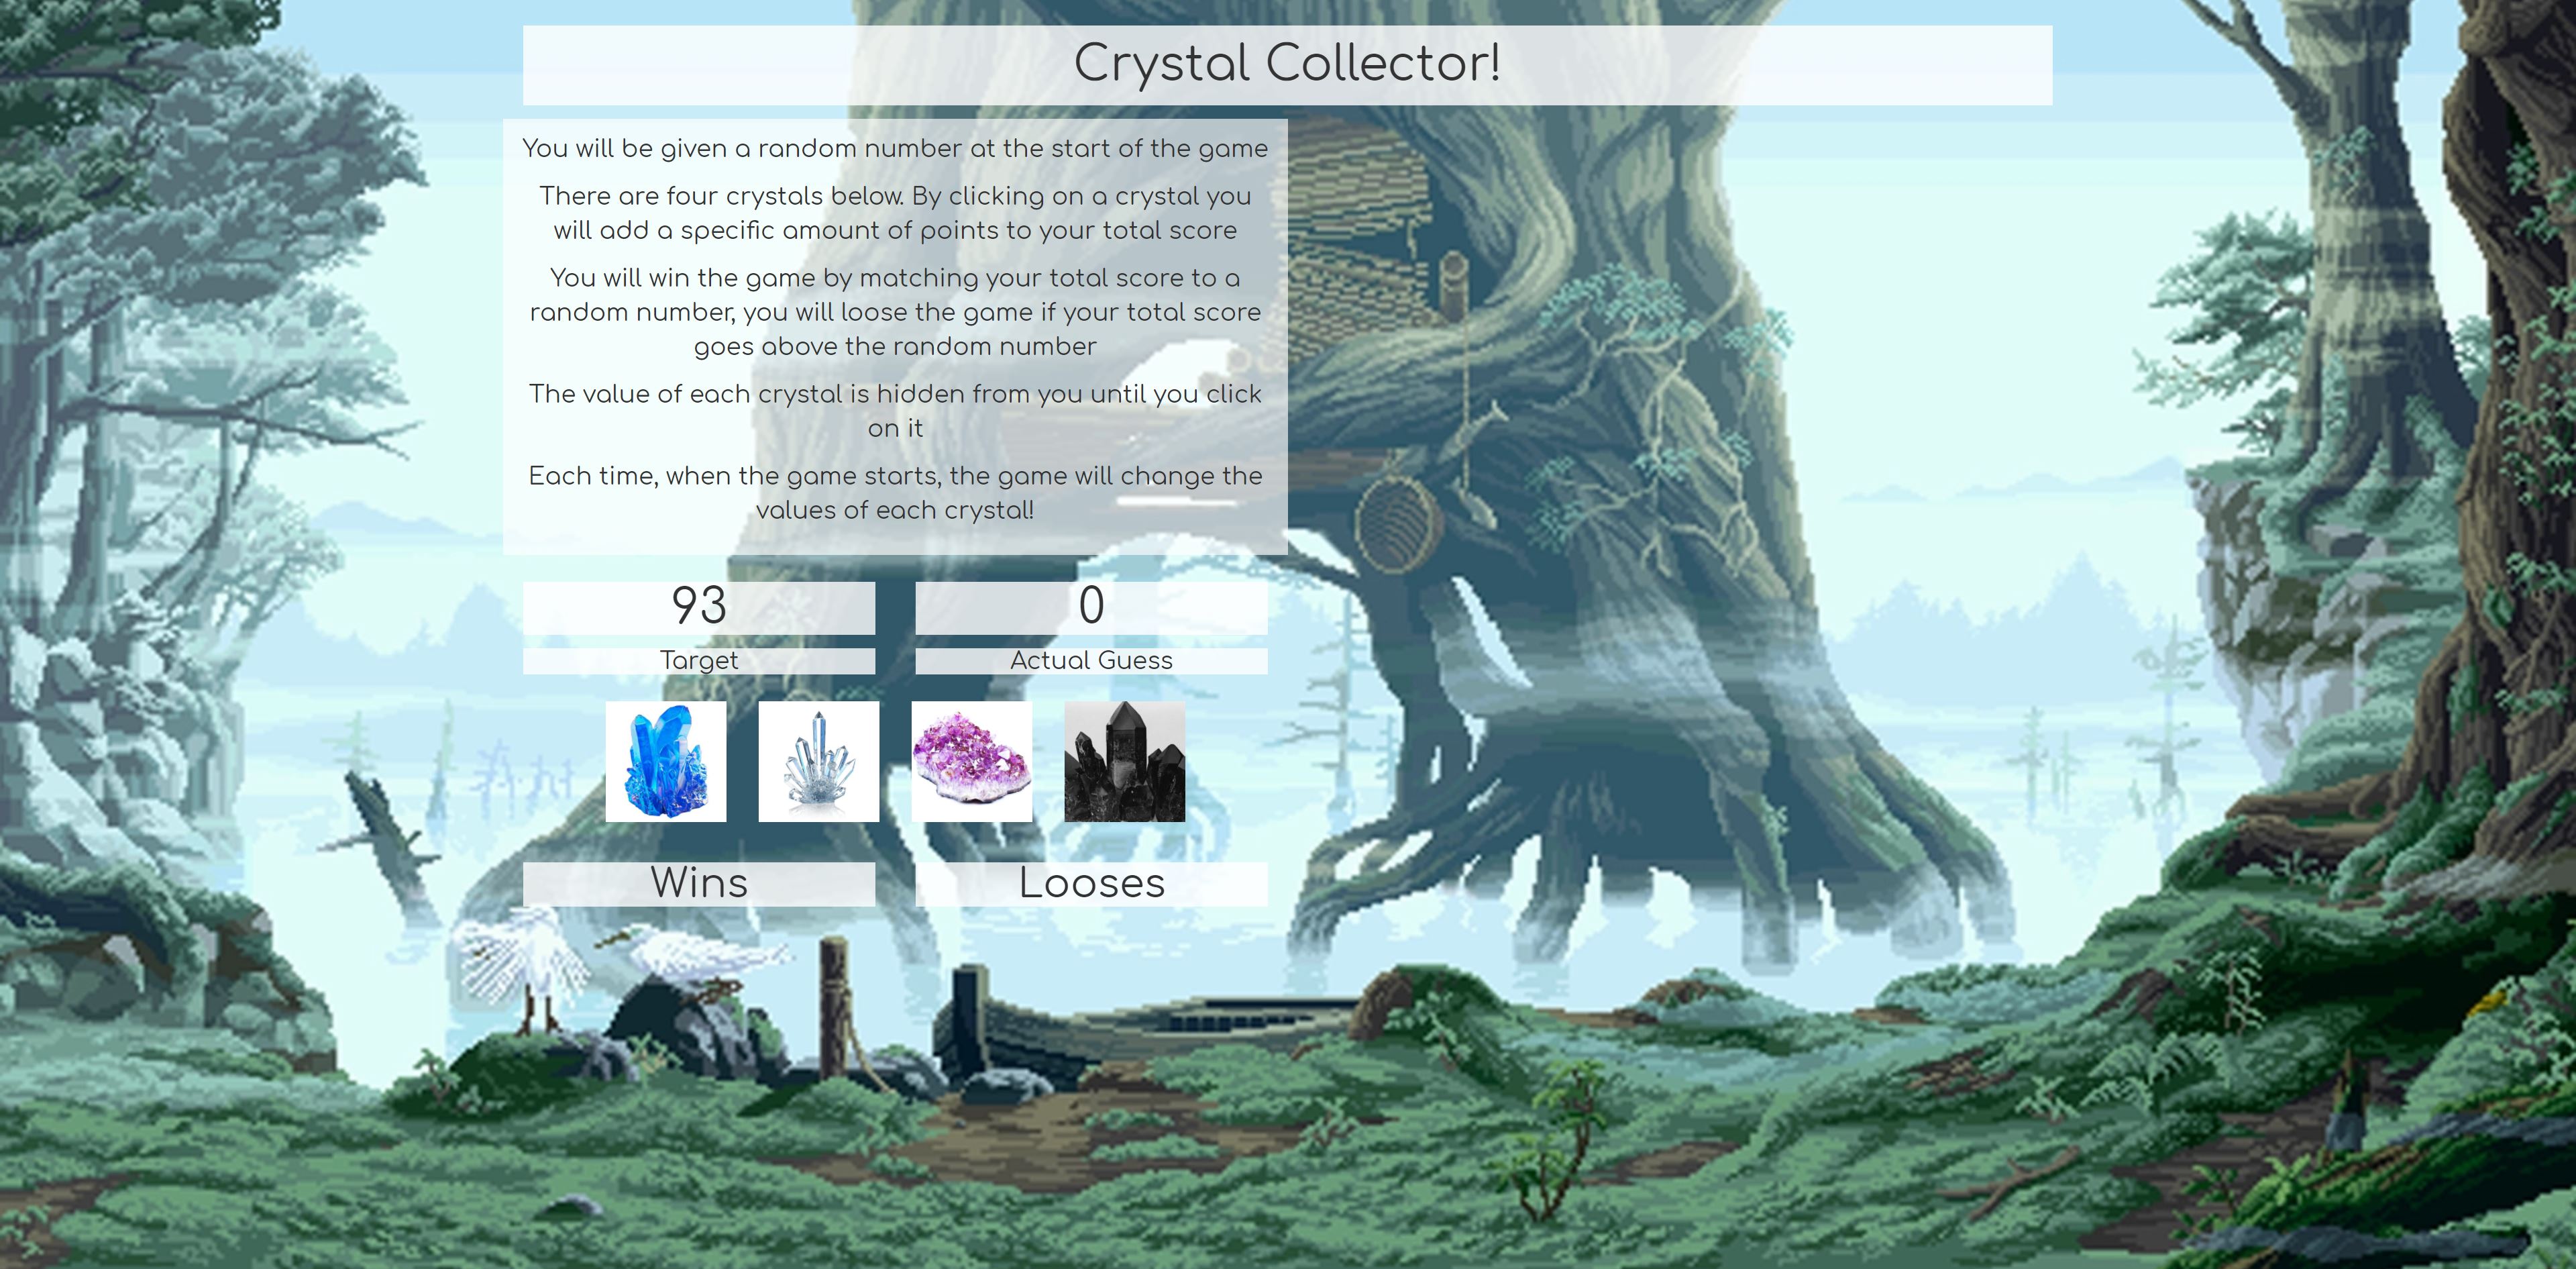 Crystal Collector!
You will be given a random number at the start of the game
There are four crystals below. By clicking on a crystal you
will add a specific amount of points to your total score
You will win the game by matching your total score to a
random number, you will loose the game if your total score
goes above the random number
The value of each crystal is hidden from you until you click
on it
Each time, when the game starts, the game will change the
values of each crystal!
93
0
Target
Actual Guess
Wins
Looses